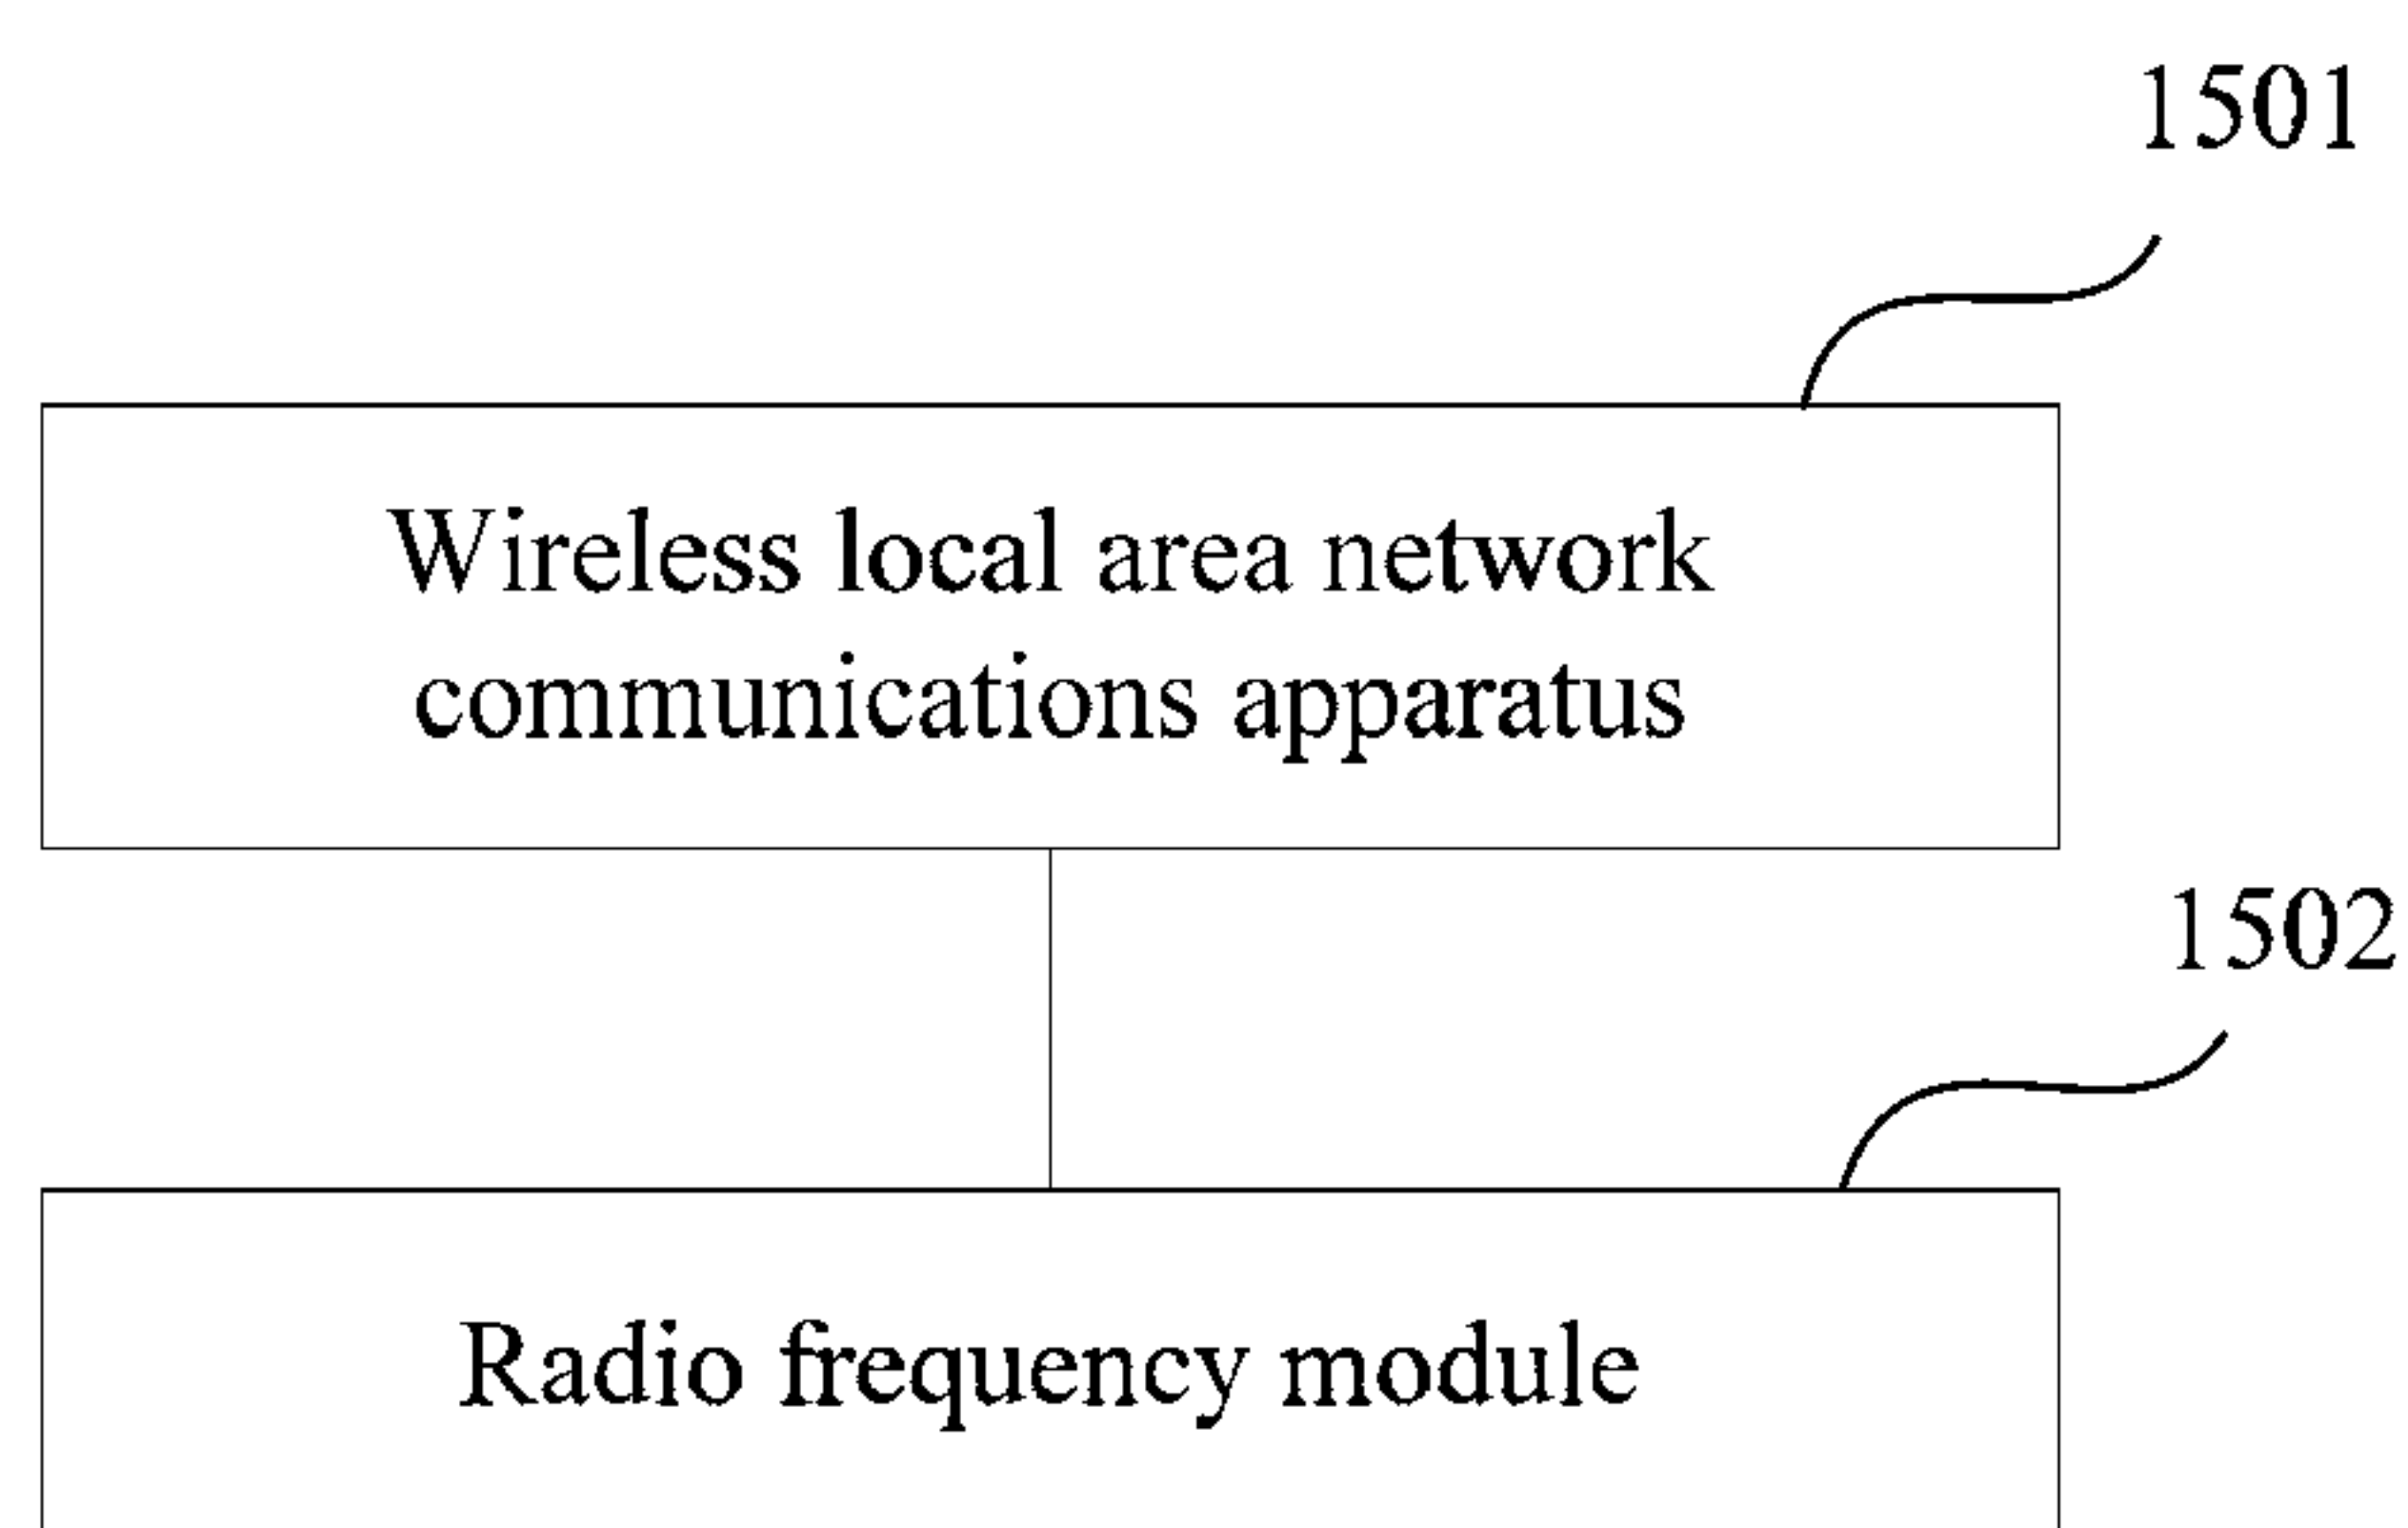 1501
Wireless local area network
communications apparatus
1502
Radio frequency module